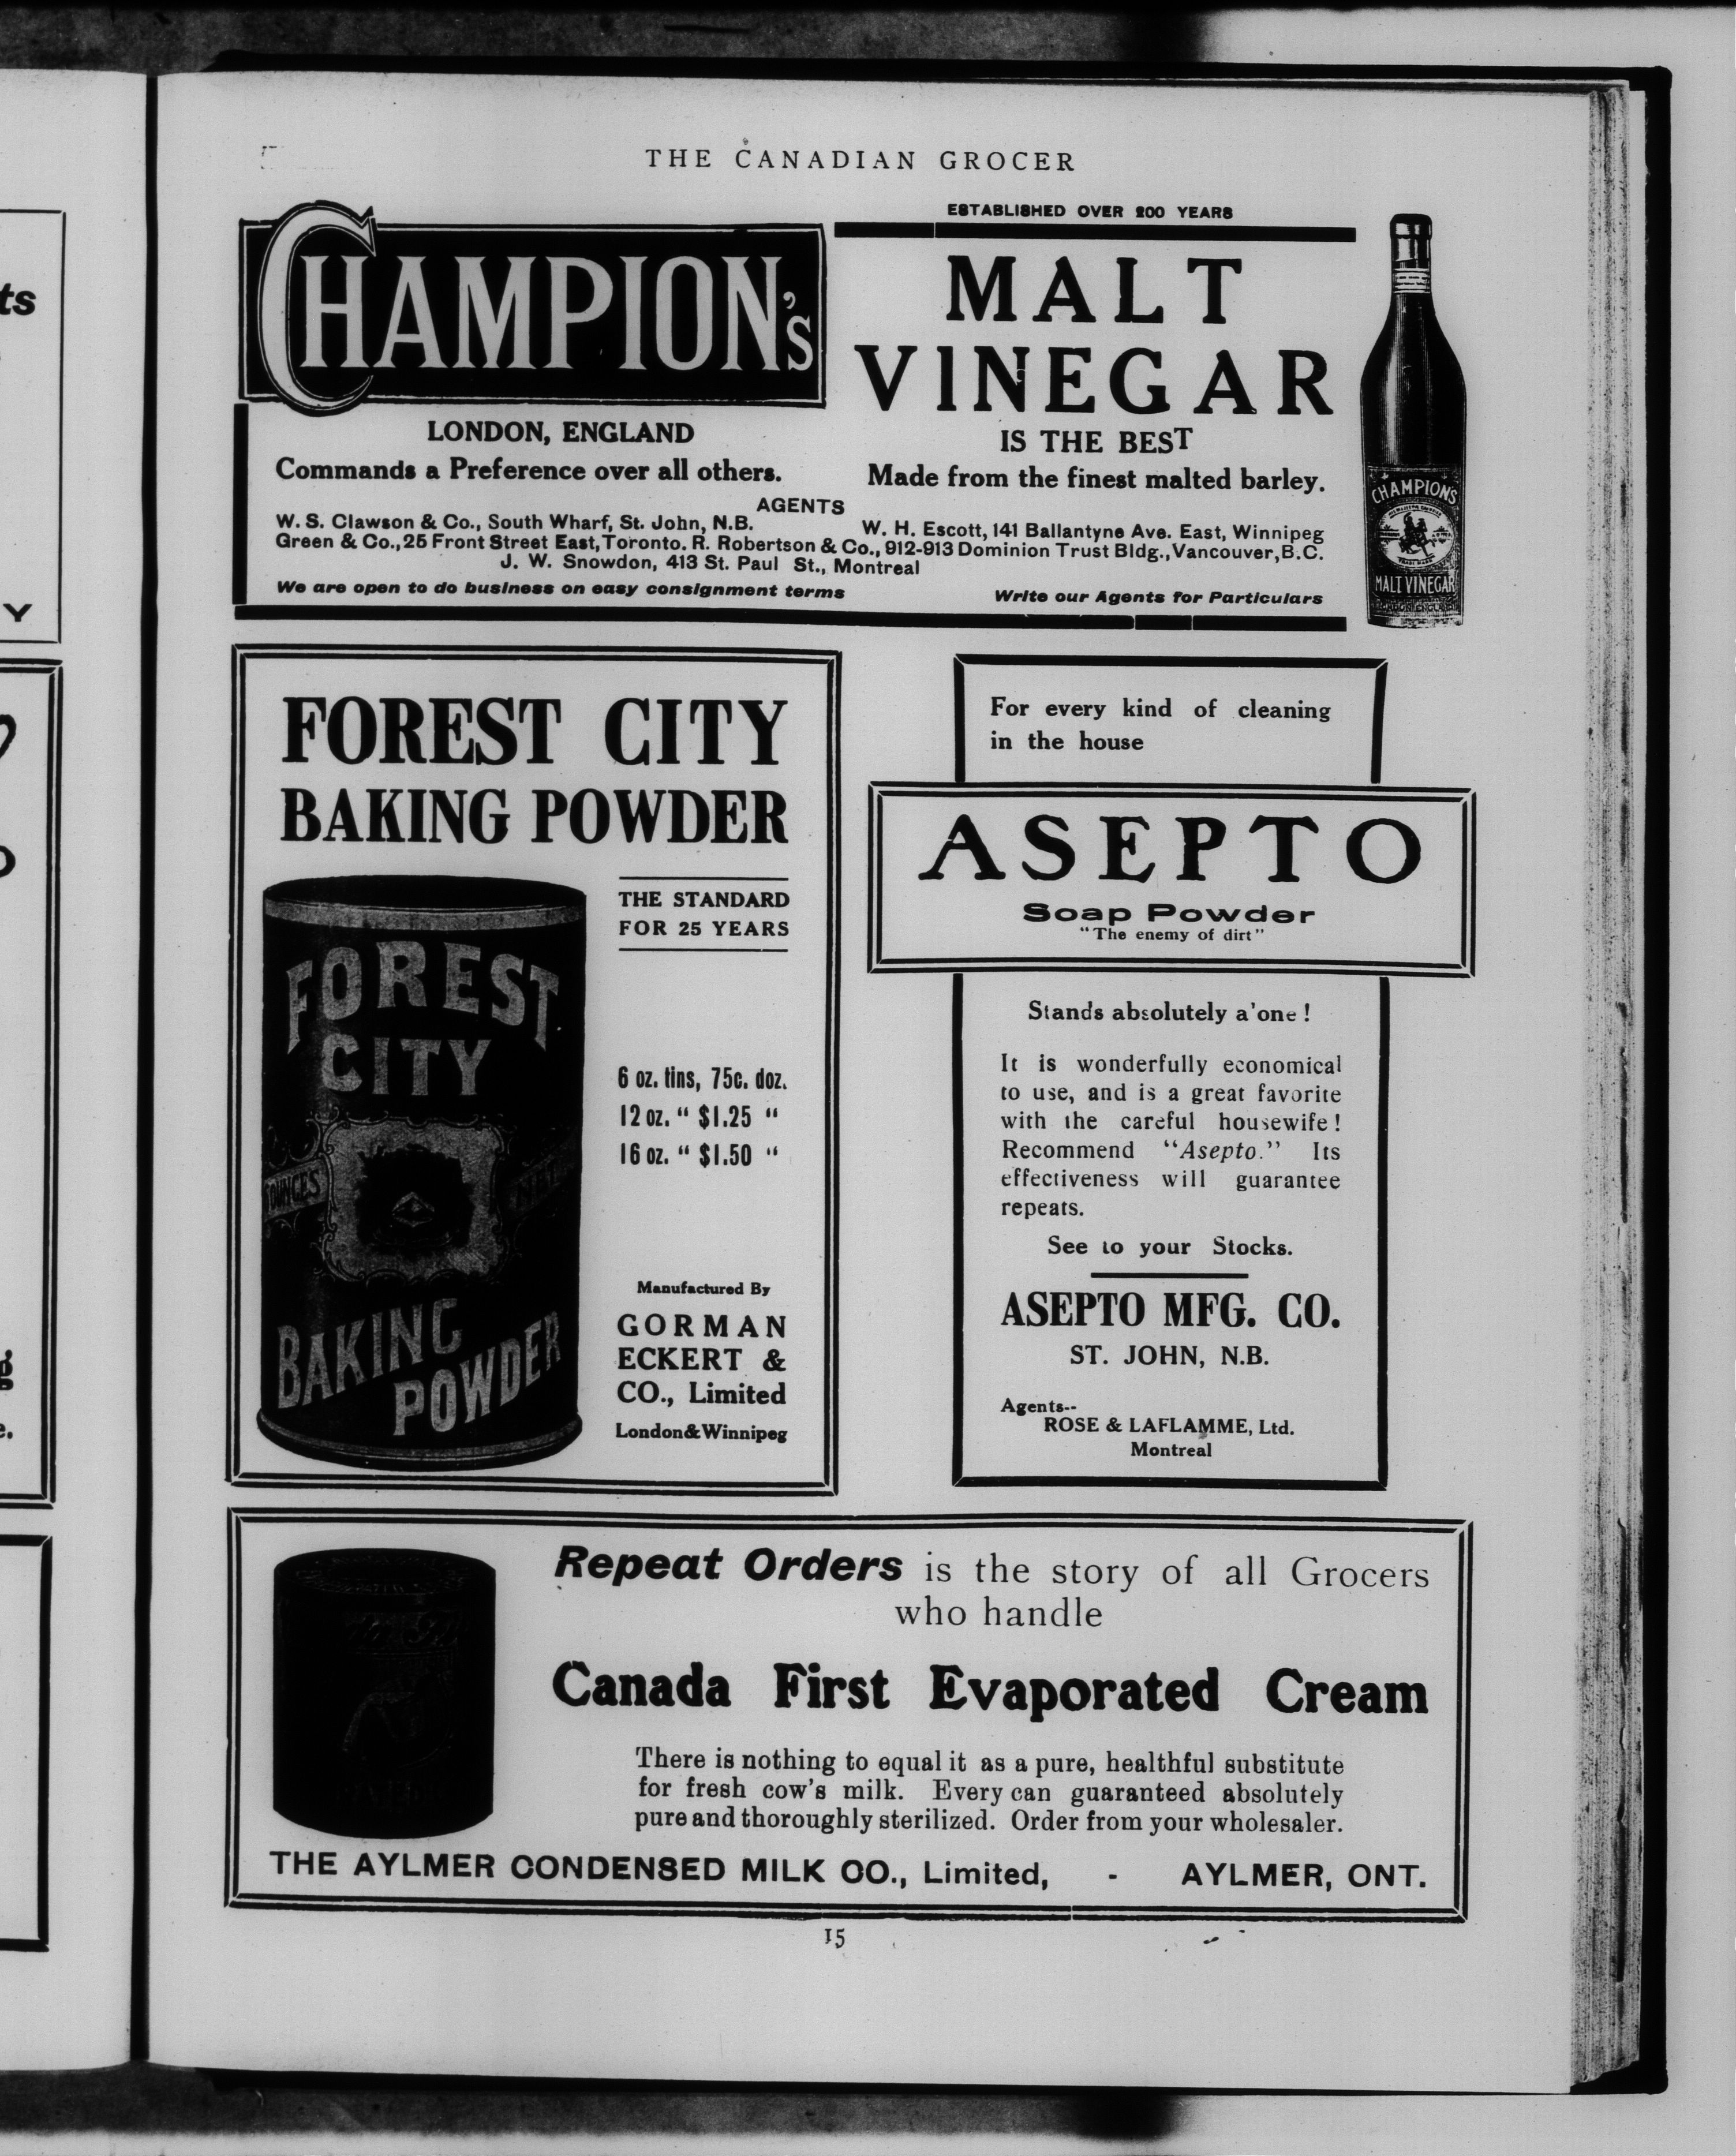 ts
Y
THE CANADIAN GROCER
CHAMPION'S
LONDON, ENGLAND
Commands a Preference over all others.
ESTABLISHED OVER 200 YEARS
MALT
VINEGAR
IS THE BEST
Made from the finest malted barley.
AGENTS
W. S. Clawson & Co., South Wharf, St. John, N.B. W. H. Escott, 141 Ballantyne Ave. East, Winnipeg
Green & Co., 25 Front Street East, Toronto. R. Robertson & Co., 912-913 Dominion Trust Bldg., Vancouver, B.C.
J. W. Snowdon, 413 St. Paul St., Montreal
We are open to do business on easy consignment terms Write our Agents for Particulars
CHAMPION'S
MALT VINEGAR
LONDON ENGLAND
FOREST CITY
BAKING POWDER
THE STANDARD
FOR 25 YEARS
6 oz. tins, 75c. doz.
12 oz. " $1.25 "
16 oz. " $1.50 "
Manufactured By
GORMAN
ECKERT &
CO., Limited
London & Winnipeg
FOREST
CITY
OUNCES
BAKING
POWDER
For every kind of cleaning
in the house
ASEPTO
Soap Powder
"The enemy of dirt"
Stands absolutely a'one!
It is wonderfully economical
to use, and is a great favorite
with the careful housewife!
Recommend "Asepto." Its
effectiveness will guarantee
repeats.
See to your Stocks.
ASEPTO MFG. CO.
ST. JOHN, N.B.
Agents--
ROSE & LAFLAMME, Ltd.
Montreal
Repeat Orders is the story of all Grocers
who handle
Canada First Evaporated Cream
There is nothing to equal it as a pure, healthful substitute
for fresh cow's milk. Every can guaranteed absolutely
pure and thoroughly sterilized. Order from your wholesaler.
THE AYLMER CONDENSED MILK CO., Limited, - AYLMER, ONT.
15